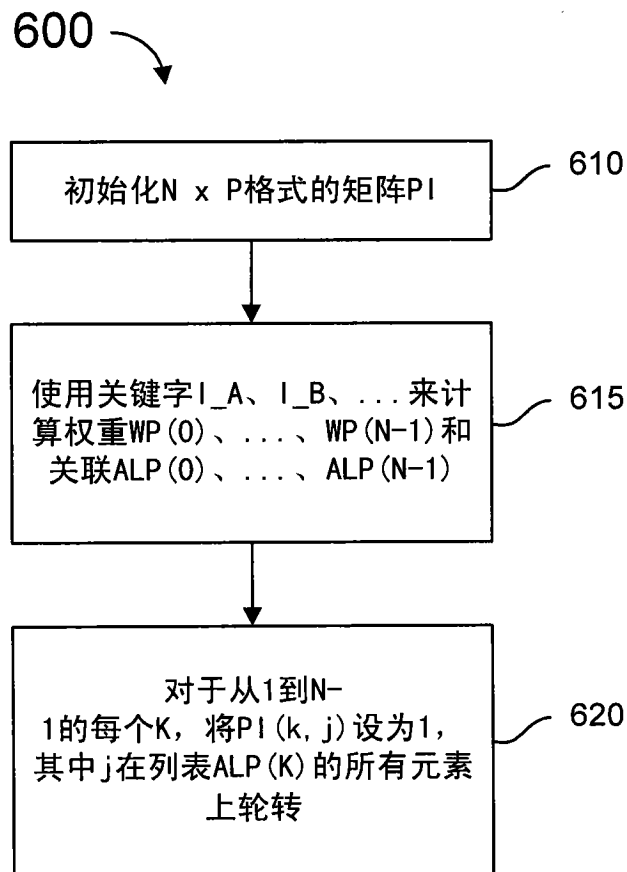 600
初始化N x P格式的矩阵PI
610
使用关键字I_A、I_B、...来计
算权重WP(0)、...、WP(N-1)和
关联ALP(0)、...、ALP(N-1)
615
对于从1到N-
1的每个K，将PI(k,j)设为1，
其中j在列表ALP(K)的所有元素
上轮转
620